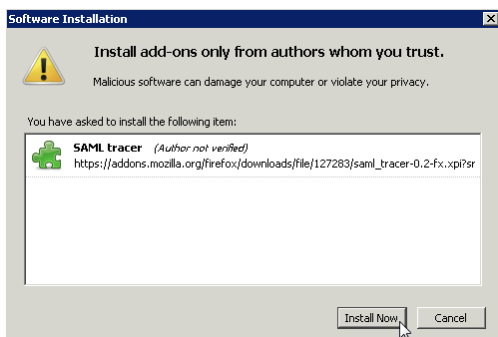 Software Installation
Install add-ons only from authors whom you trust.
Malicious software can damage your computer or violate your privacy.
You have asked to install the following item:
SAML tracer (Author not verified)
https://addons.mozilla.org/firefox/downloads/file/127283/saml_tracer-0.2-fx.xpi?sr
Install Now Cancel